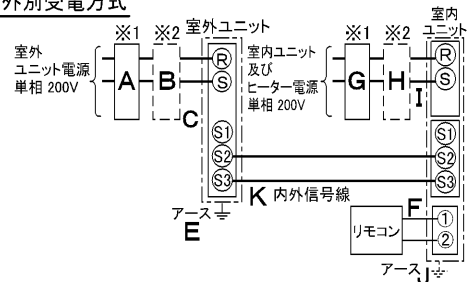 外別受電方式
※1 ※2 室外ユニット
室外
ユニット電源
単相 200V
A
B
C
R
S
S1
S2
S3
アース
E
※1 ※2
室内
ユニット
室内ユニット
及び
ヒーター電源
単相 200V
G
H
I
R
S
S1
S2
S3
K 内外信号線
リモコン
F
1
2
アース
J